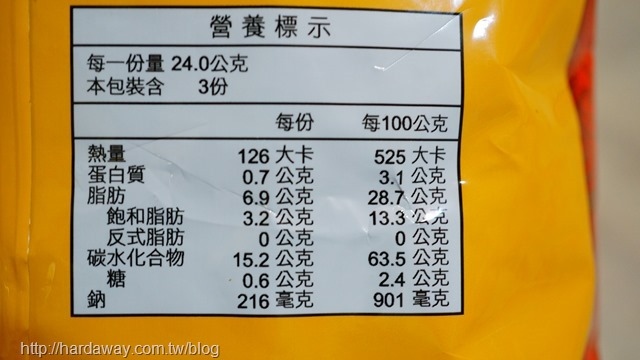 營養標示
每一份量 24.0公克
本包裝含 3份
每份 每100公克
熱量 126 大卡 525 大卡
蛋白質 0.7 公克 3.1 公克
脂肪 6.9 公克 28.7 公克
飽和脂肪 3.2 公克 13.3 公克
反式脂肪 0 公克 0 公克
碳水化合物 15.2 公克 63.5 公克
糖 0.6 公克 2.4 公克
鈉 216 毫克 901 毫克
http://hardaway.com.tw/blog